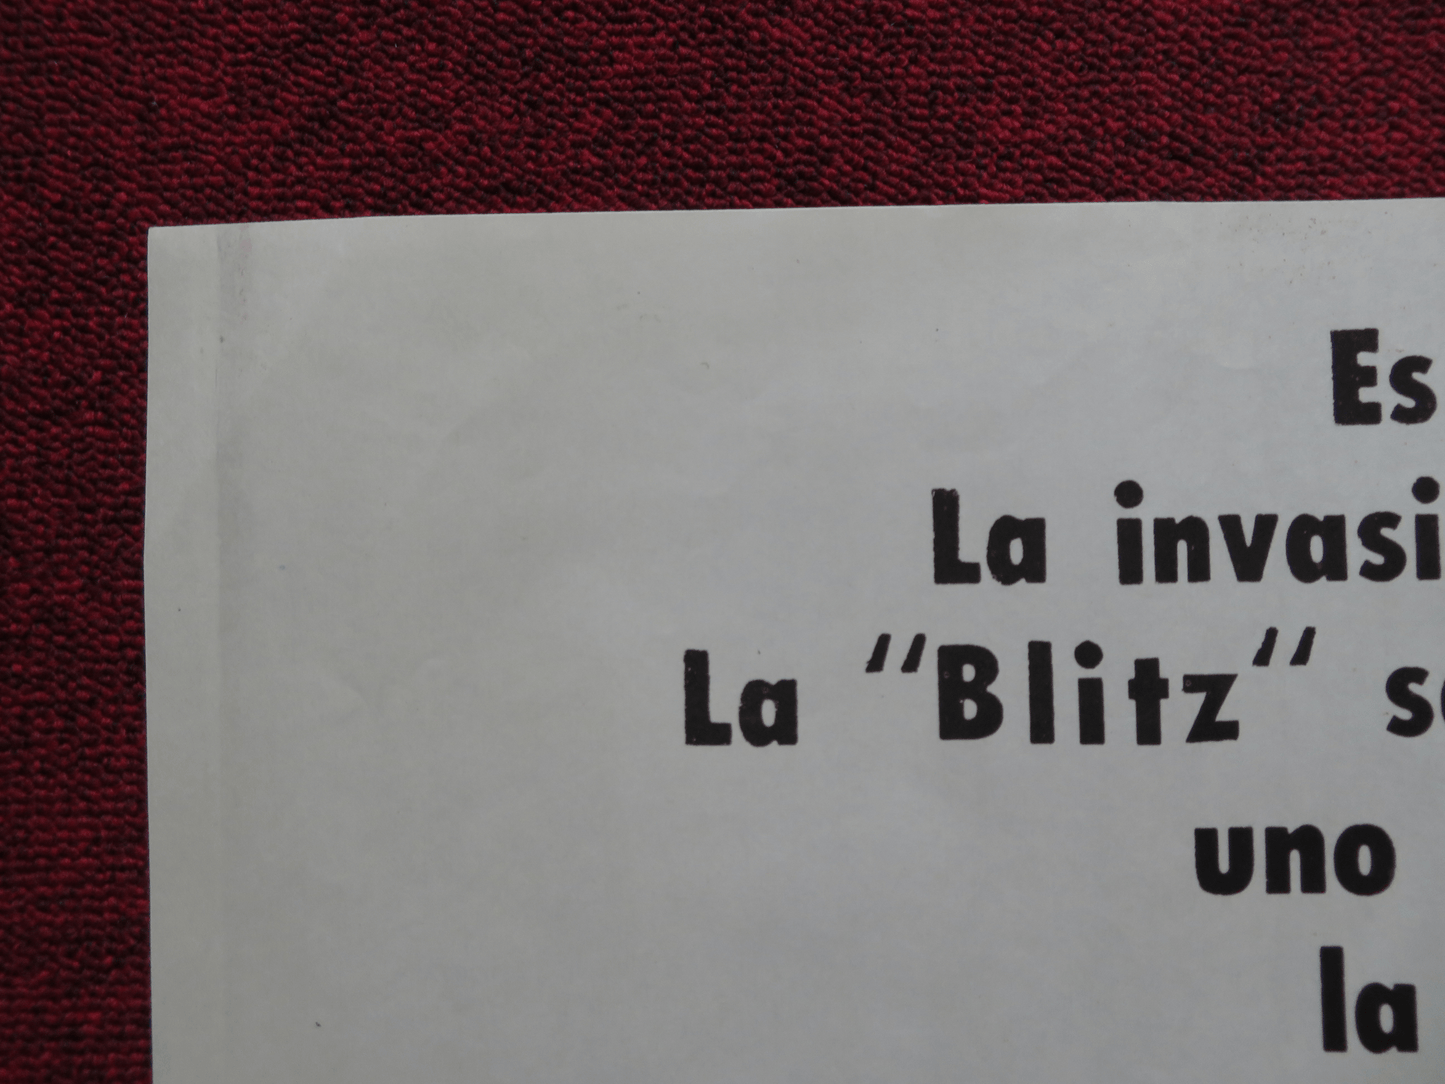 Es
La invasi
La "Blitz" s
uno
la